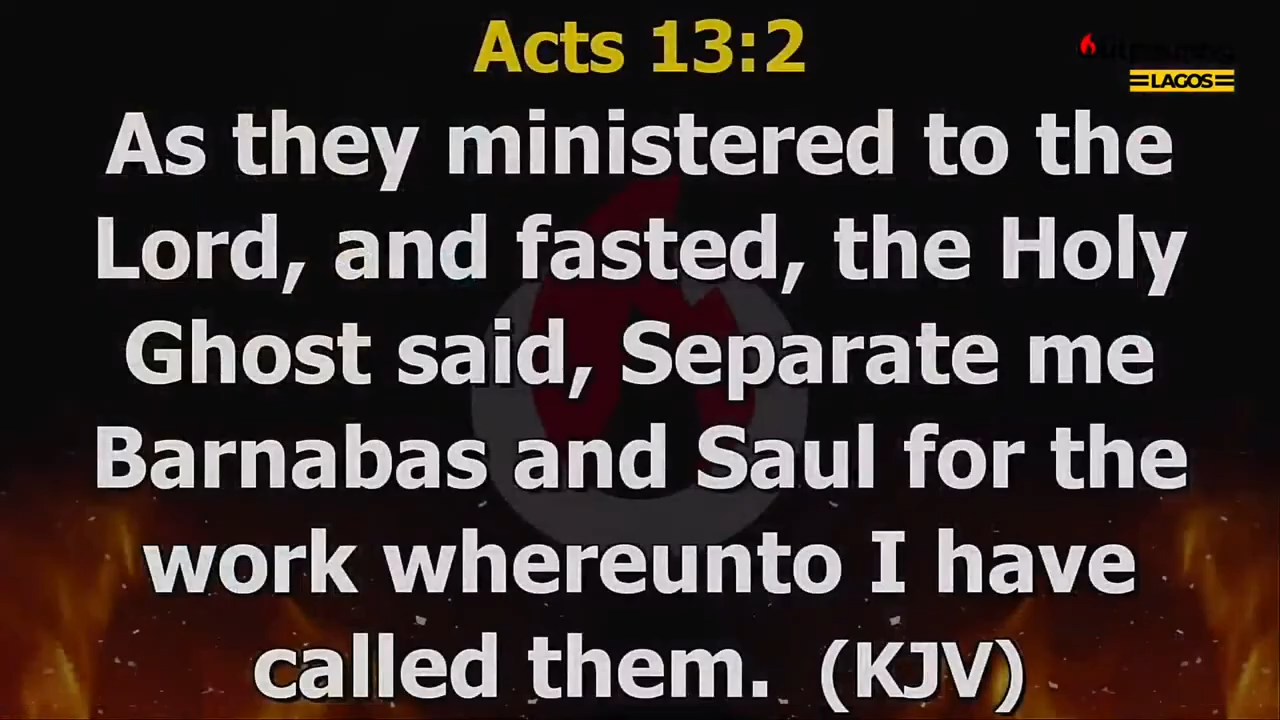 Acts 13:2
Outpouring
LAGOS
As they ministered to the
Lord, and fasted, the Holy
Ghost said, Separate me
Barnabas and Saul for the
work whereunto I have
called them. (KJV)